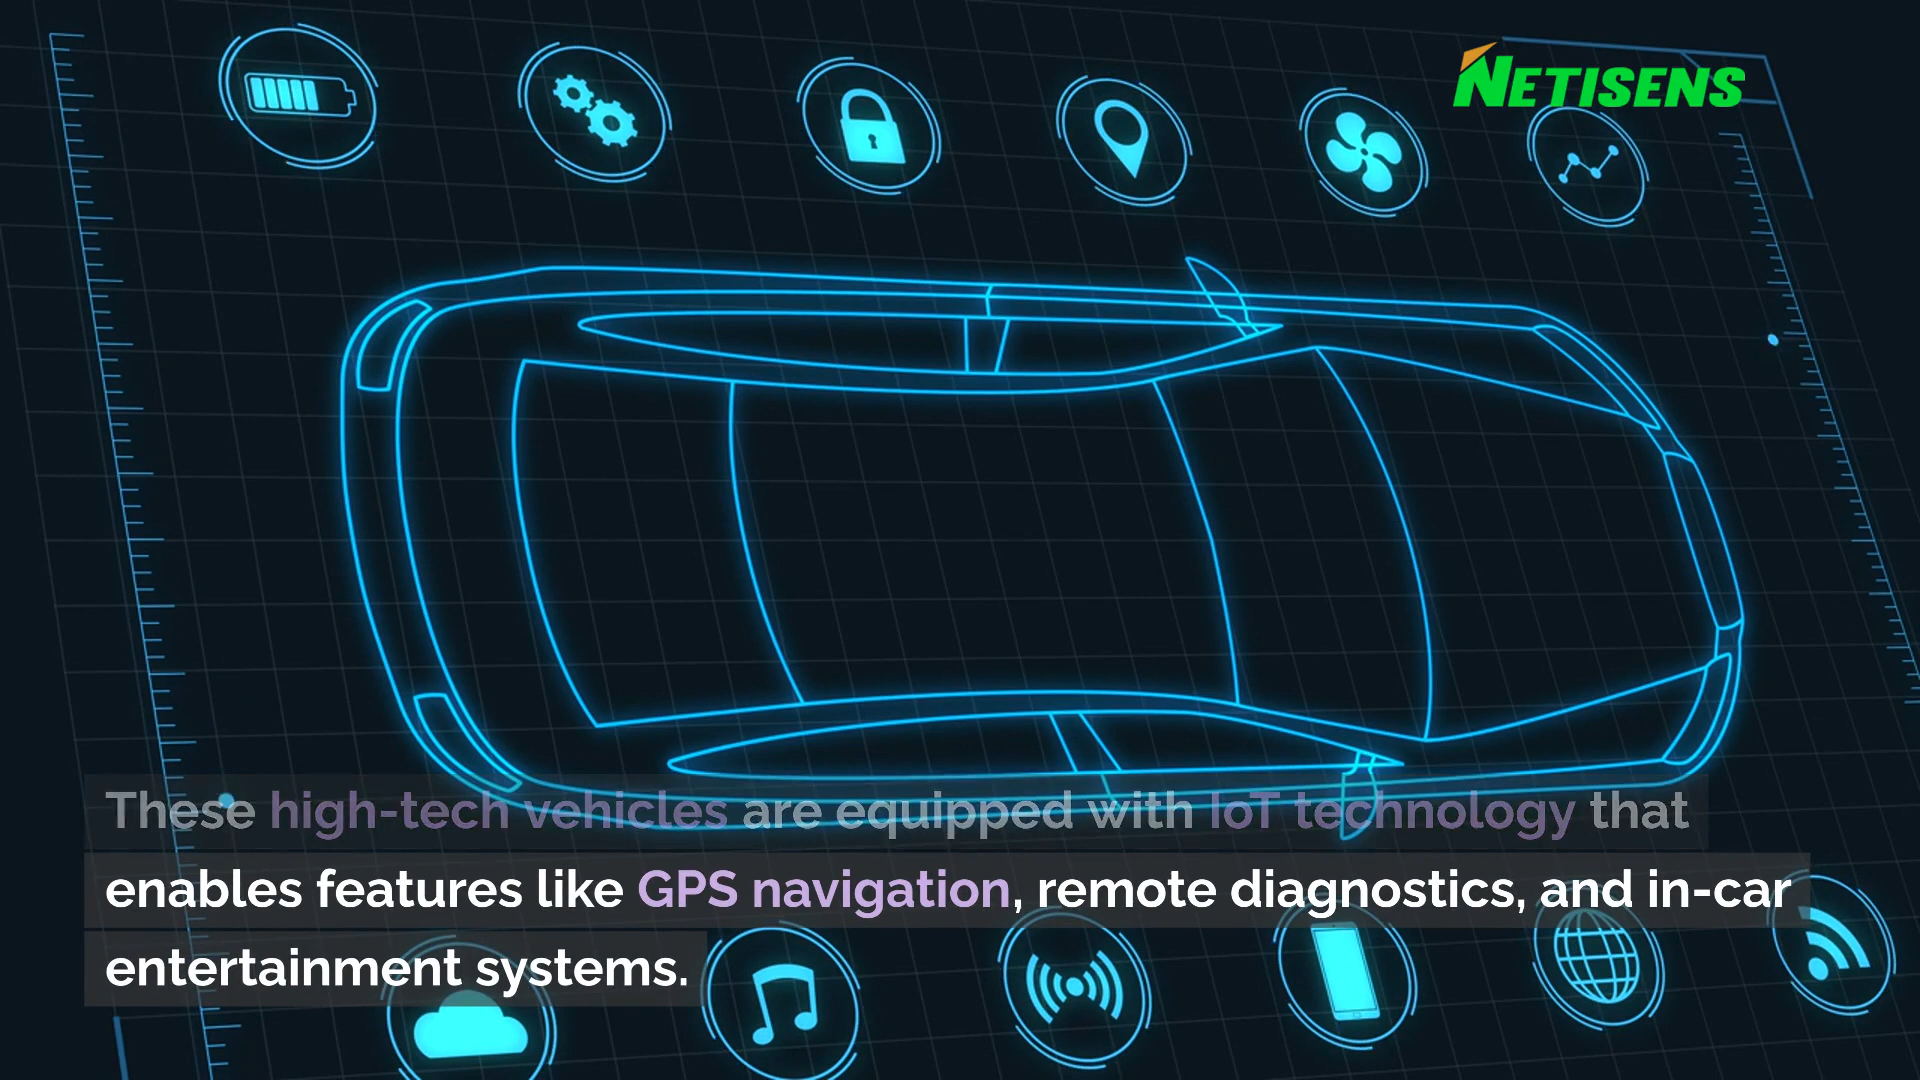 NETISENS
These high-tech vehicles are equipped with IoT technology that
enables features like GPS navigation, remote diagnostics, and in-car
entertainment systems.